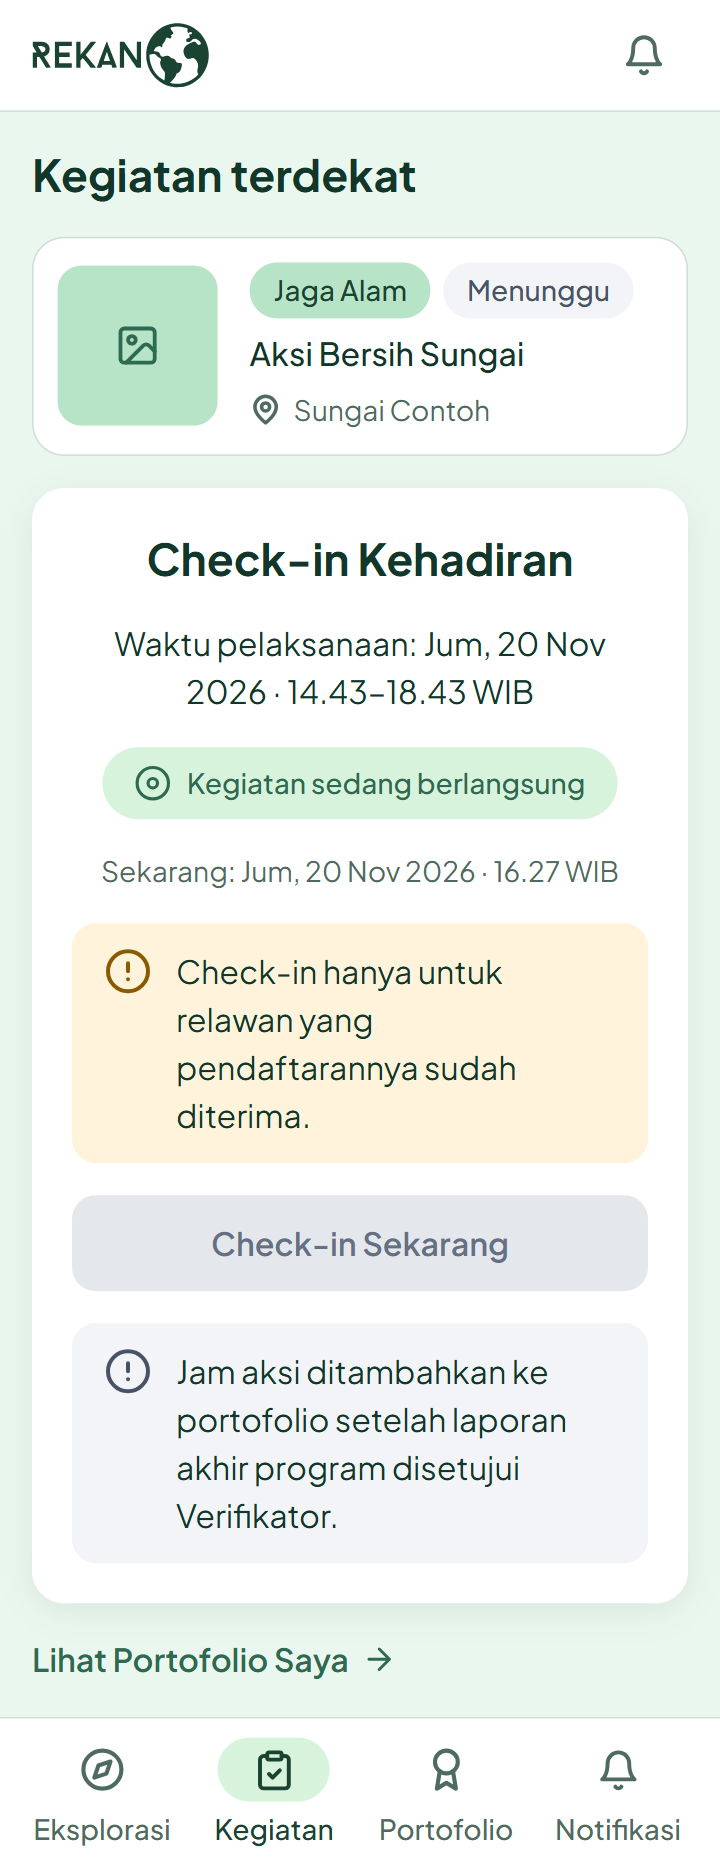 REKAN
Kegiatan terdekat
Jaga Alam
Menunggu
Aksi Bersih Sungai
Sungai Contoh
Check-in Kehadiran
Waktu pelaksanaan: Jum, 20 Nov
2026 · 14.43–18.43 WIB
Kegiatan sedang berlangsung
Sekarang: Jum, 20 Nov 2026 · 16.27 WIB
Check-in hanya untuk
relawan yang
pendaftarannya sudah
diterima.
Check-in Sekarang
Jam aksi ditambahkan ke
portofolio setelah laporan
akhir program disetujui
Verifikator.
Lihat Portofolio Saya
Eksplorasi
Kegiatan
Portofolio
Notifikasi